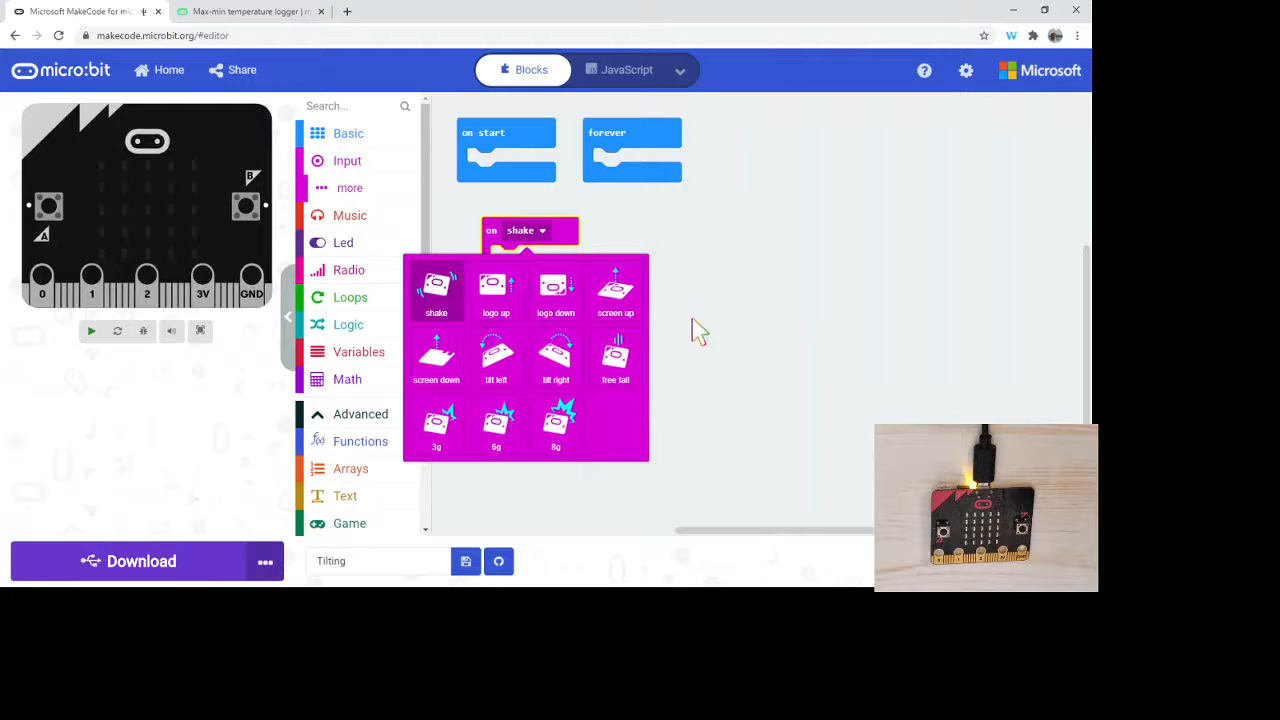 Microsoft MakeCode for mic
Max-min temperature logger | m
makecode.microbit.org/#editor
W
micro:bit
Home
Share
Blocks
JavaScript
Microsoft
Search...
Basic
Input
more
Music
Led
Radio
Loops
Logic
Variables
Math
Advanced
Functions
Arrays
Text
Game
B
A
0 1 2 3V GND
on start
forever
on shake
shake
logo up
logo down
screen up
screen down
tilt left
tilt right
free fall
3g
6g
8g
Download
Tilting